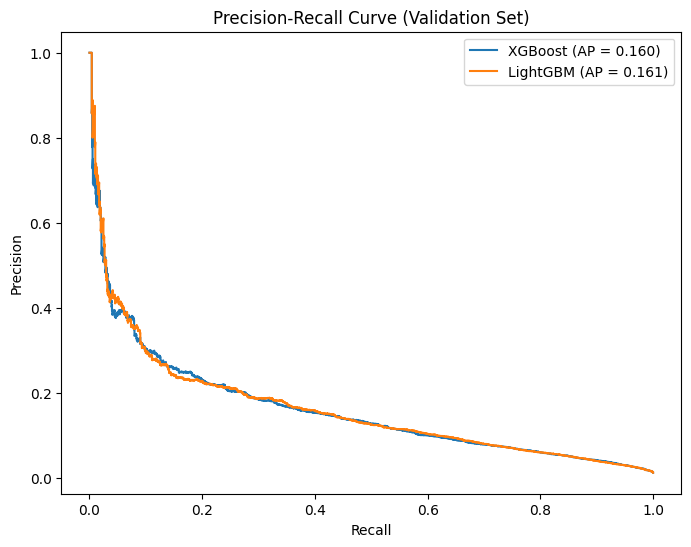 Precision-Recall Curve (Validation Set)
XGBoost (AP = 0.160)
LightGBM (AP = 0.161)
Precision
1.0
0.8
0.6
0.4
0.2
0.0
0.0 0.2 0.4 0.6 0.8 1.0
Recall